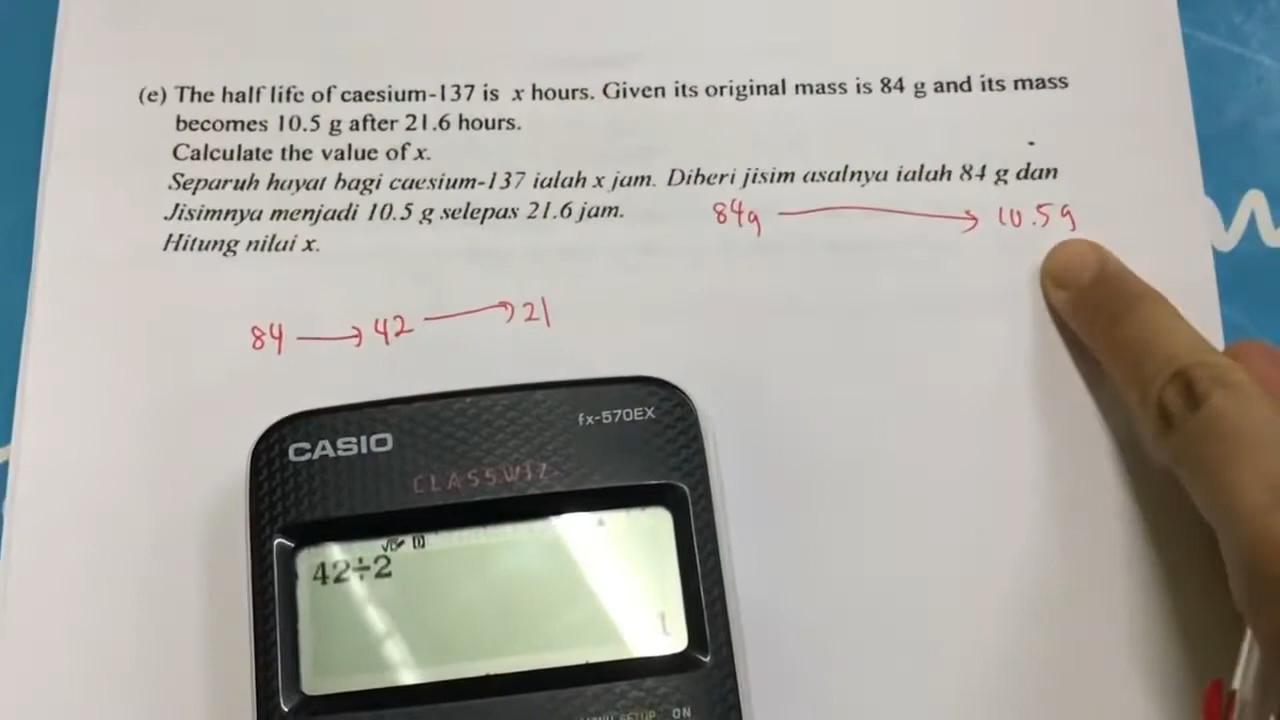 (e) The half life of caesium-137 is x hours. Given its original mass is 84 g and its mass
becomes 10.5 g after 21.6 hours.
Calculate the value of x.
Separuh hayat bagi caesium-137 ialah x jam. Diberi jisim asalnya ialah 84 g dan
Jisimnya menjadi 10.5 g selepas 21.6 jam.
Hitung nilai x.
84g → 10.5g
84 → 42 → 21
fx-570EX
CASIO
CLASSWIZ
42÷2
SETUP ON